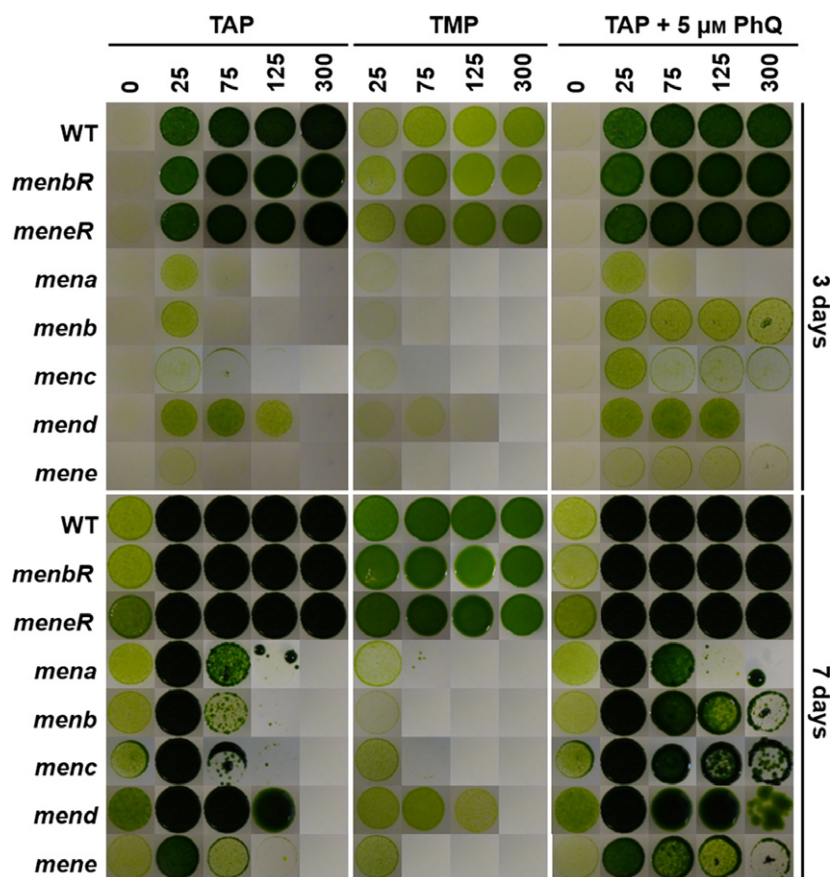 TAP TMP TAP + 5 µM PhQ
0 25 75 125 300 25 75 125 300 0 25 75 125 300
WT
menbR
meneR
mena
menb
menc
mend
mene
3 days
WT
menbR
meneR
mena
menb
menc
mend
mene
7 days